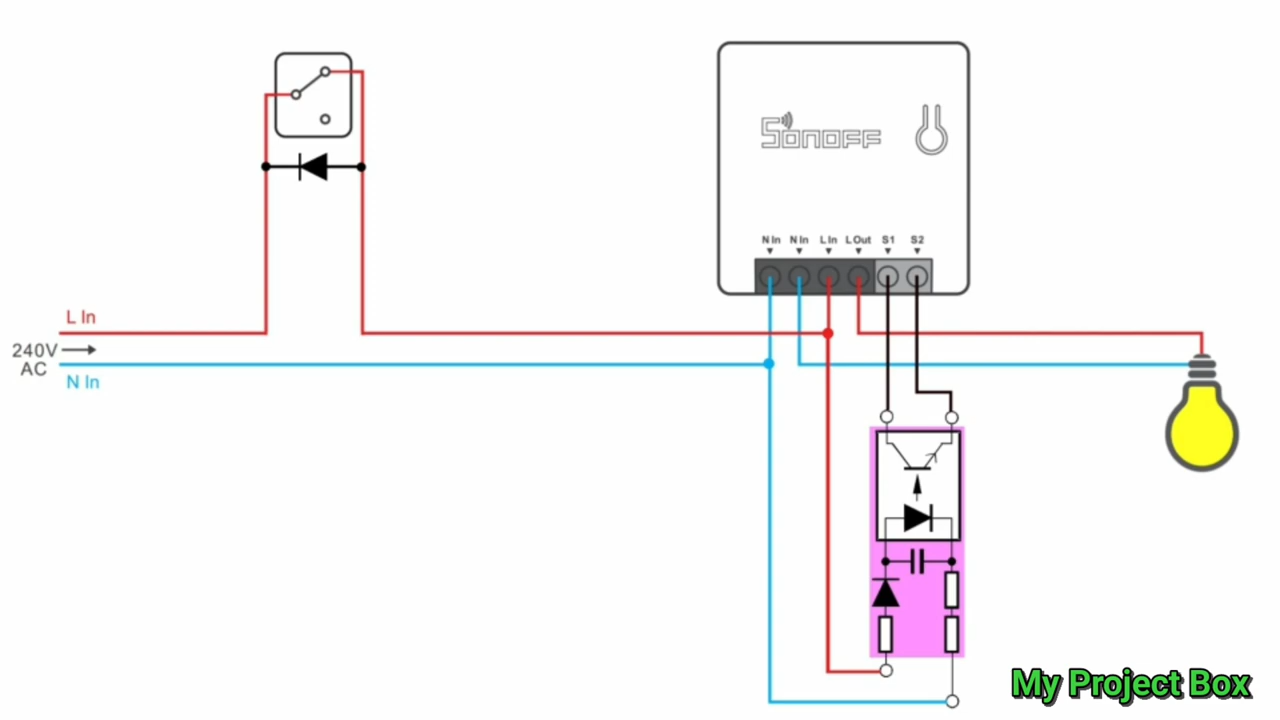 SONOFF
N In N In L In L Out S1 S2
L In
240V
AC
N In
My Project Box